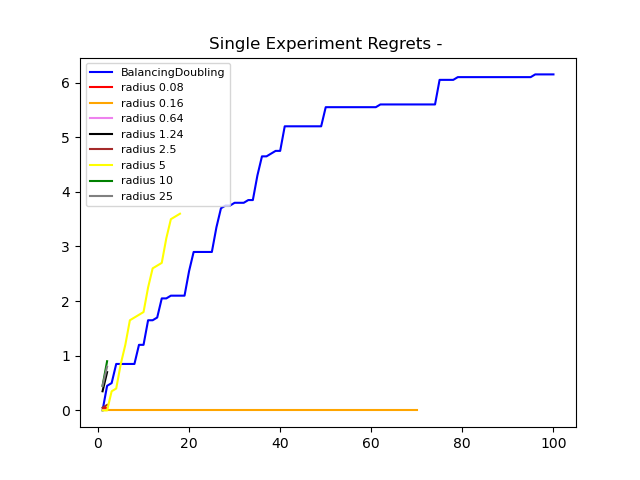 Single Experiment Regrets -
BalancingDoubling
radius 0.08
radius 0.16
radius 0.64
radius 1.24
radius 2.5
radius 5
radius 10
radius 25
6
5
4
3
2
1
0
0 20 40 60 80 100